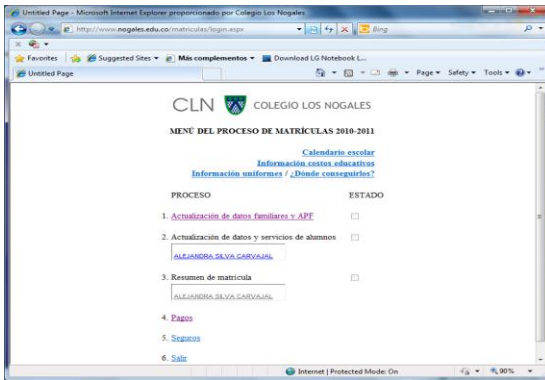 Untitled Page - Microsoft Internet Explorer proporcionado por Colegio Los Nogales
http://www.nogales.edu.co/matriculas/login.aspx
Bing
Favorites Suggested Sites Más complementos Download LG Notebook L...
Untitled Page
Page Safety Tools
CLN COLEGIO LOS NOGALES
MENÚ DEL PROCESO DE MATRÍCULAS 2010-2011
Calendario escolar
Información costos educativos
Información uniformes / ¿Dónde conseguirlos?
PROCESO ESTADO
1. Actualización de datos familiares y APF
2. Actualización de datos y servicios de alumnos
ALEJANDRA SILVA CARVAJAL
3. Resumen de matrícula
ALEJANDRA SILVA CARVAJAL
4. Pagos
5. Seguros
6. Salir
Internet | Protected Mode: On
90%